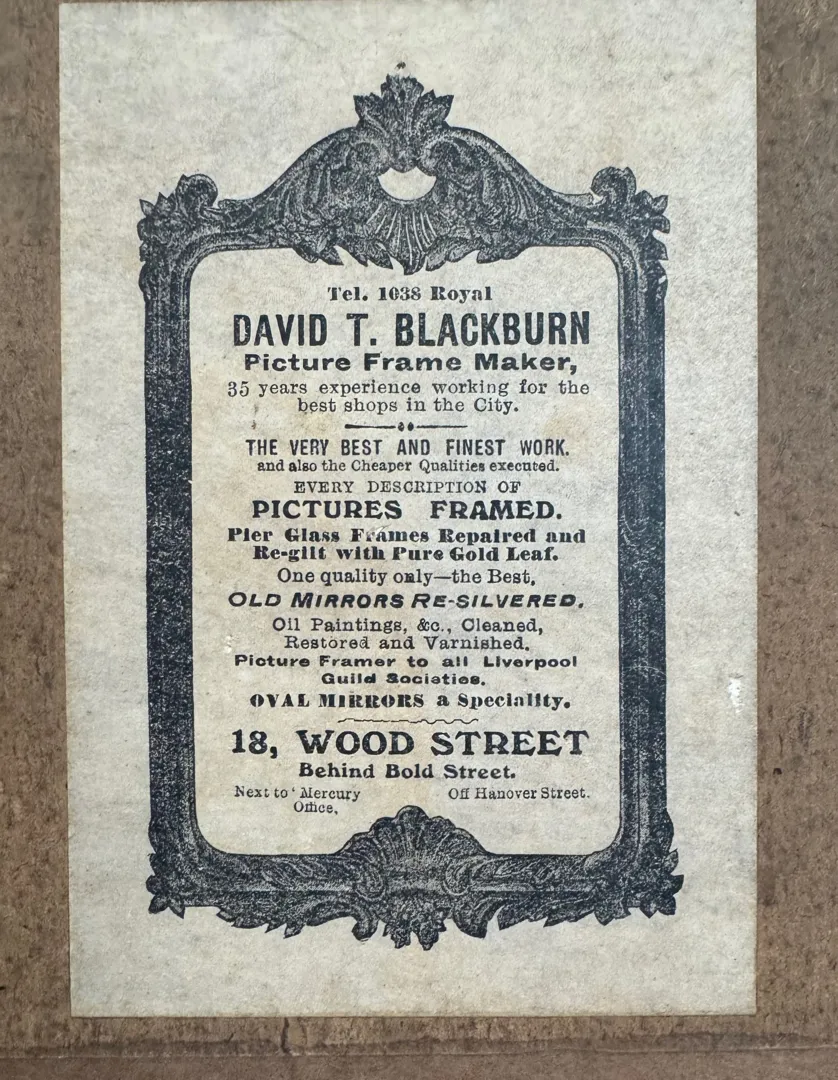 Tel. 1038 Royal
DAVID T. BLACKBURN
Picture Frame Maker,
35 years experience working for the
best shops in the City.
THE VERY BEST AND FINEST WORK.
and also the Cheaper Qualities executed.
EVERY DESCRIPTION OF
PICTURES FRAMED.
Pier Glass Frames Repaired and
Re-gilt with Pure Gold Leaf.
One quality only—the Best,
OLD MIRRORS RE-SILVERED.
Oil Paintings, &c., Cleaned,
Restored and Varnished.
Picture Framer to all Liverpool
Guild Societies.
OVAL MIRRORS a Speciality.
18, WOOD STREET
Behind Bold Street.
Next to ' Mercury
Office,
Off Hanover Street.